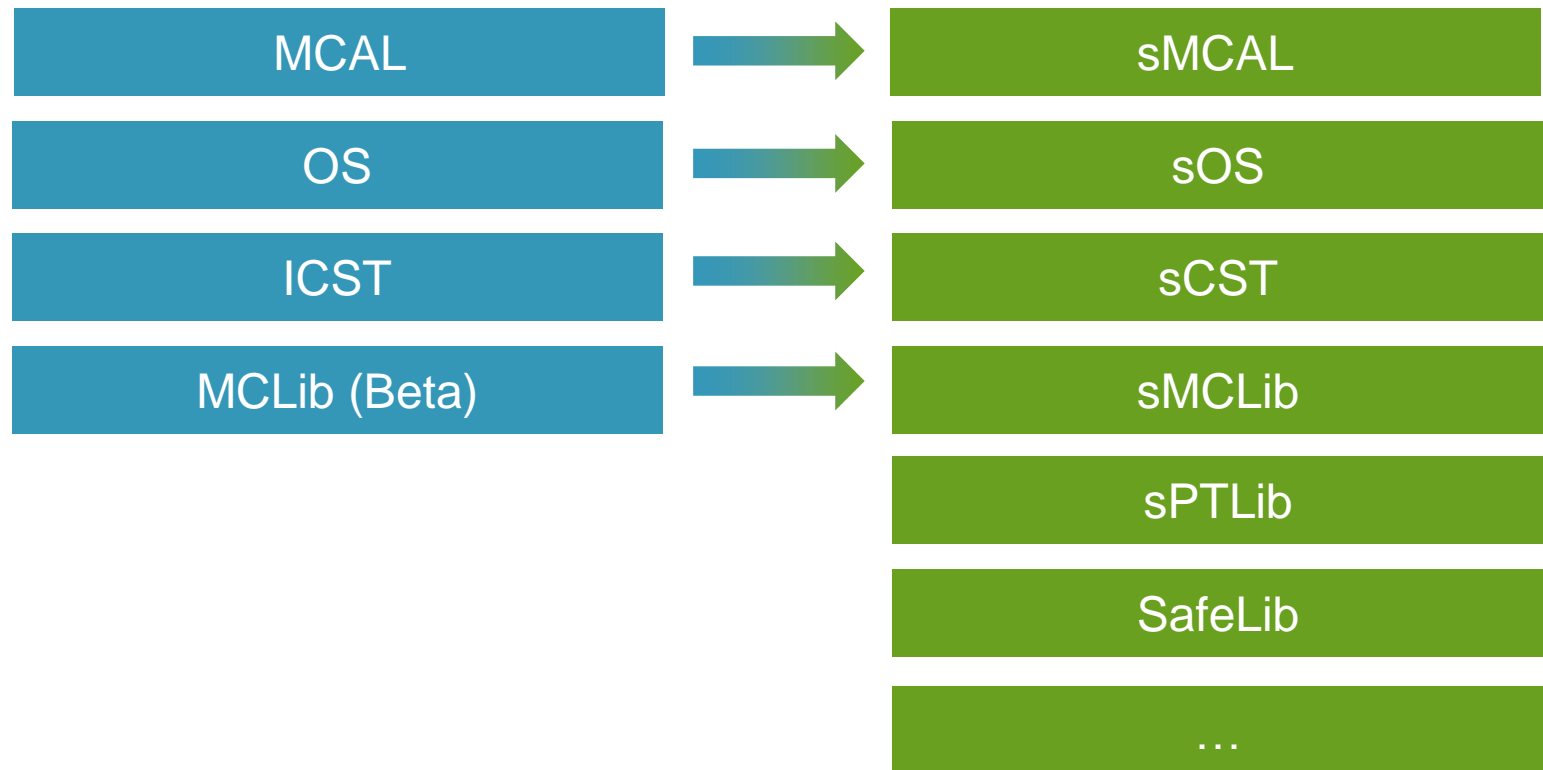 MCAL
sMCAL
OS
sOS
ICST
sCST
MCLib (Beta)
sMCLib
sPTLib
SafeLib
...